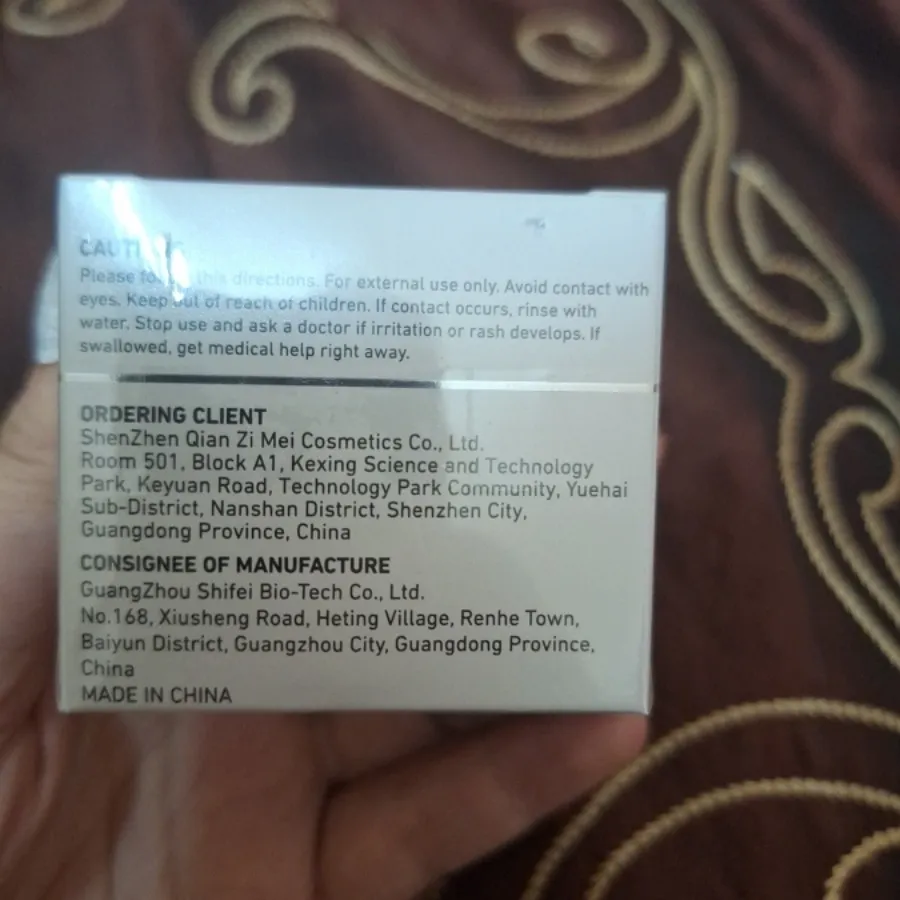 Please this directions. For external use only. Avoid contact with
eyes. Keep out of reach of children. If contact occurs, rinse with
water. Stop use and ask a doctor if irritation or rash develops. If
swallowed, get medical help right away.
ORDERING CLIENT
ShenZhen Qian Zi Mei Cosmetics Co., Ltd.
Room 501, Block A1, Kexing Science and Technology
Park, Keyuan Road, Technology Park Community, Yuehai
Sub-District, Nanshan District, Shenzhen City,
Guangdong Province, China
CONSIGNEE OF MANUFACTURE
GuangZhou Shifei Bio-Tech Co., Ltd.
No.168, Xiusheng Road, Heting Village, Renhe Town,
Baiyun District, Guangzhou City, Guangdong Province,
China
MADE IN CHINA